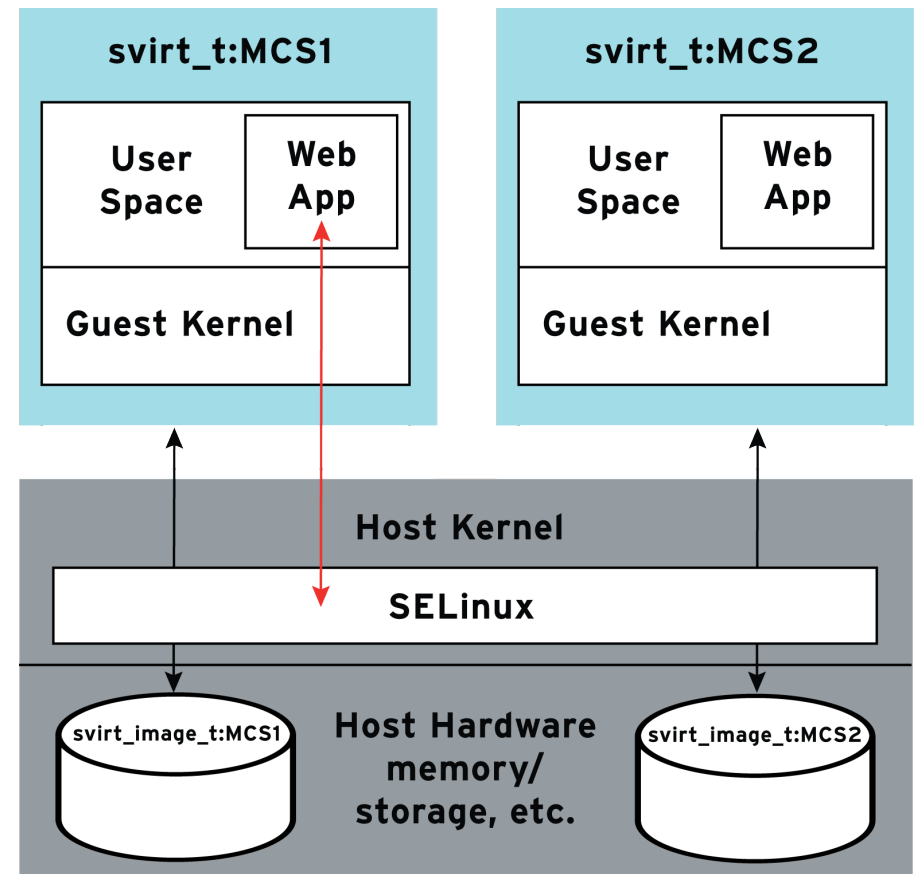 svirt_t:MCS1
User
Space
Web
App
Guest Kernel
svirt_t:MCS2
User
Space
Web
App
Guest Kernel
Host Kernel
SELinux
svirt_image_t:MCS1
Host Hardware
memory/
storage, etc.
svirt_image_t:MCS2